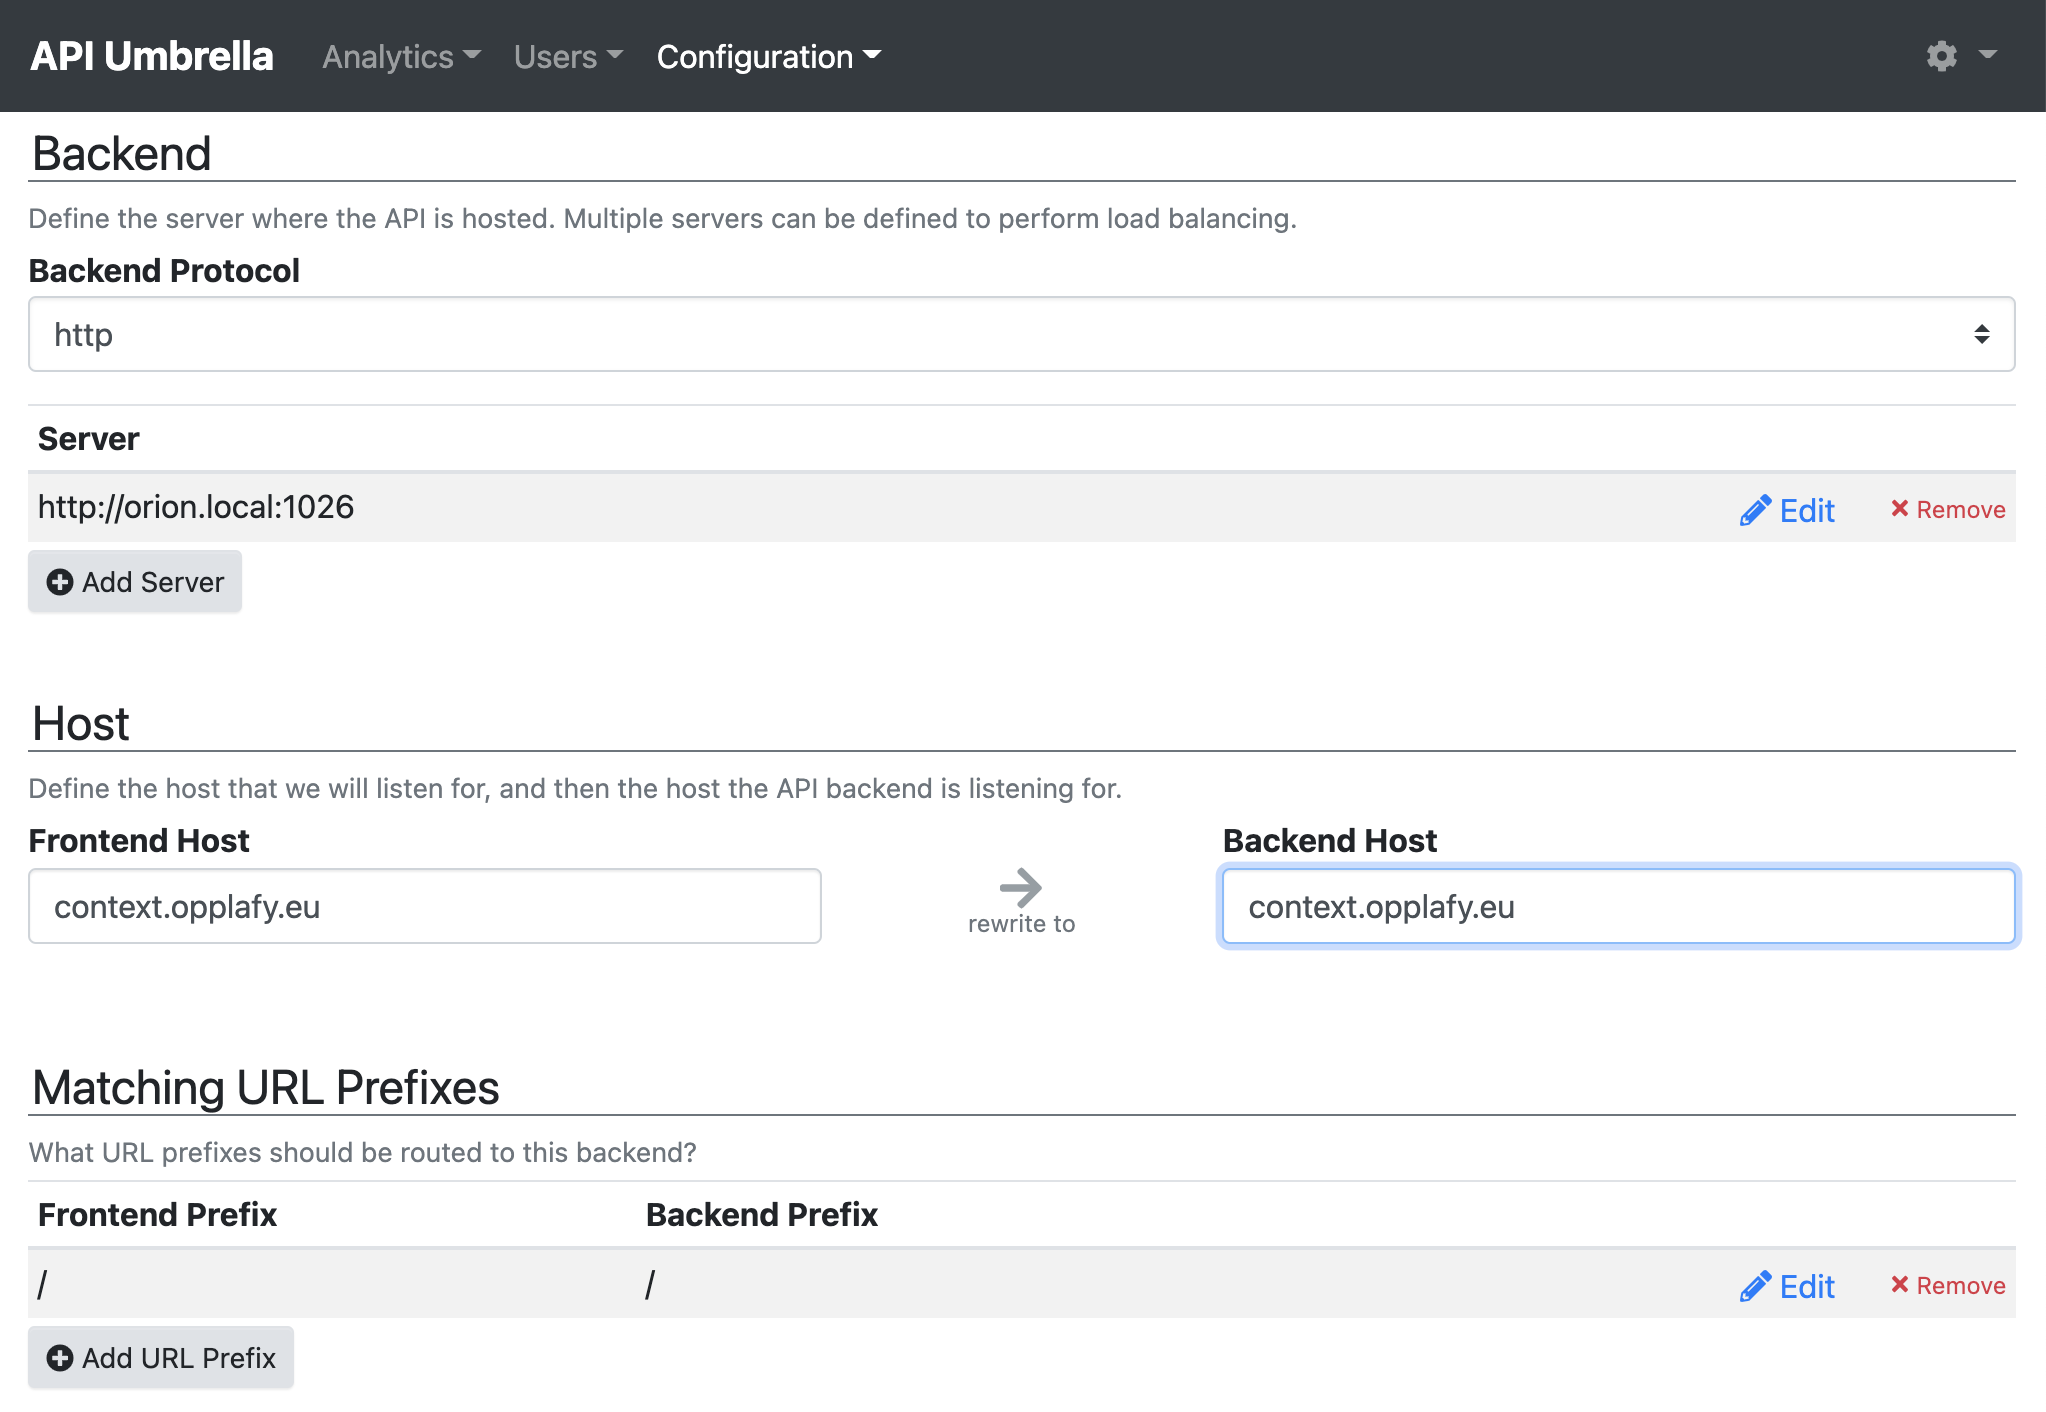 API Umbrella Analytics Users Configuration
Backend
Define the server where the API is hosted. Multiple servers can be defined to perform load balancing.
Backend Protocol
http
Server
http://orion.local:1026 Edit Remove
Add Server
Host
Define the host that we will listen for, and then the host the API backend is listening for.
Frontend Host Backend Host
context.opplafy.eu rewrite to context.opplafy.eu
Matching URL Prefixes
What URL prefixes should be routed to this backend?
Frontend Prefix Backend Prefix
/ / Edit Remove
Add URL Prefix